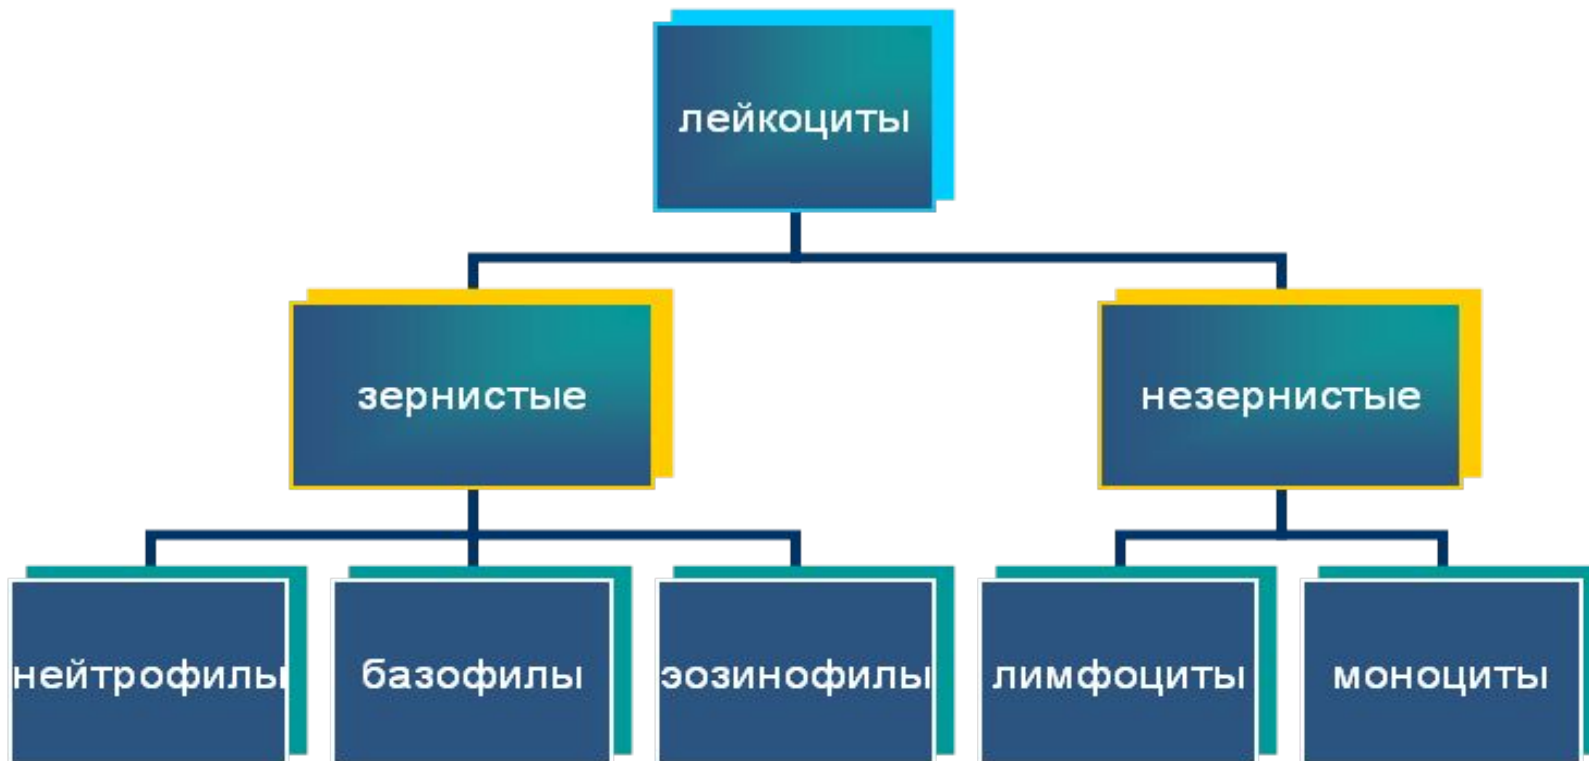 лейкоциты
зернистые
незернистые
нейтрофилы
базофилы
эозинофилы
лимфоциты
моноциты